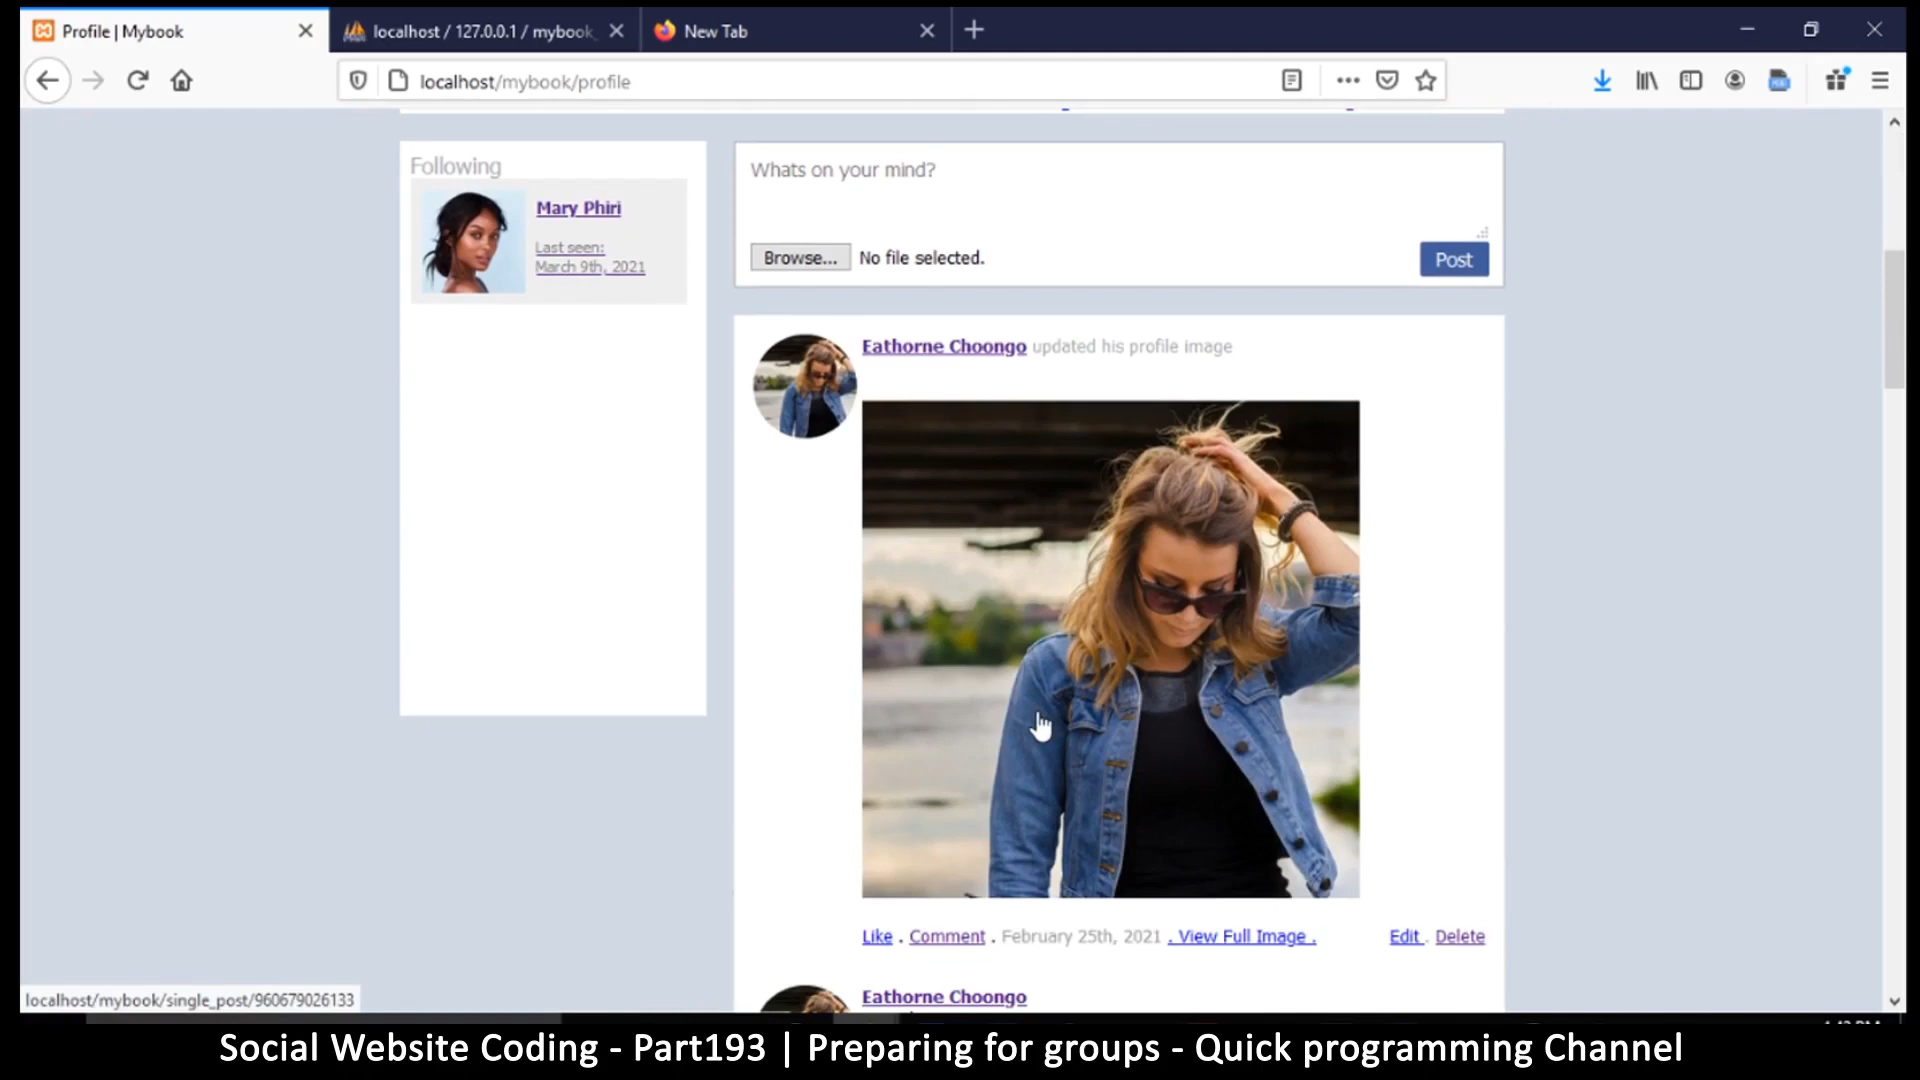 Profile | Mybook
localhost / 127.0.0.1 / mybook
New Tab
localhost/mybook/profile
Following
Mary Phiri
Last seen:
March 9th, 2021
Whats on your mind?
Browse... No file selected.
Post
Eathorne Choongo updated his profile image
Like . Comment . February 25th, 2021 . View Full Image .
Edit . Delete
Eathorne Choongo
localhost/mybook/single_post/960679026133
Social Website Coding - Part193 | Preparing for groups - Quick programming Channel